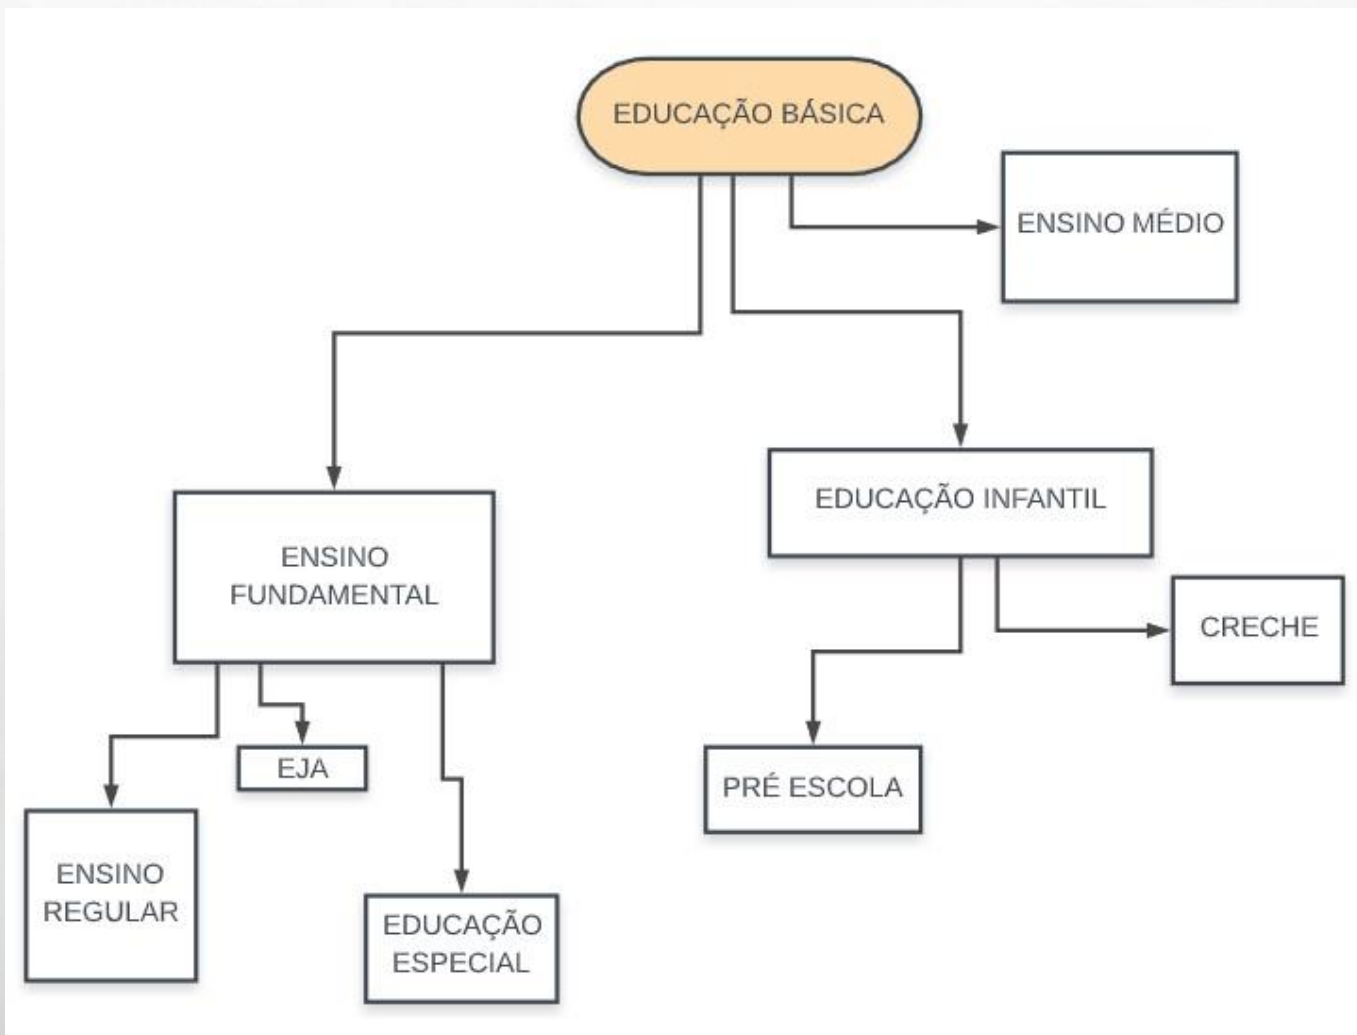 EDUCAÇÃO BÁSICA
ENSINO MÉDIO
EDUCAÇÃO INFANTIL
ENSINO
FUNDAMENTAL
CRECHE
EJA
PRÉ ESCOLA
ENSINO
REGULAR
EDUCAÇÃO
ESPECIAL